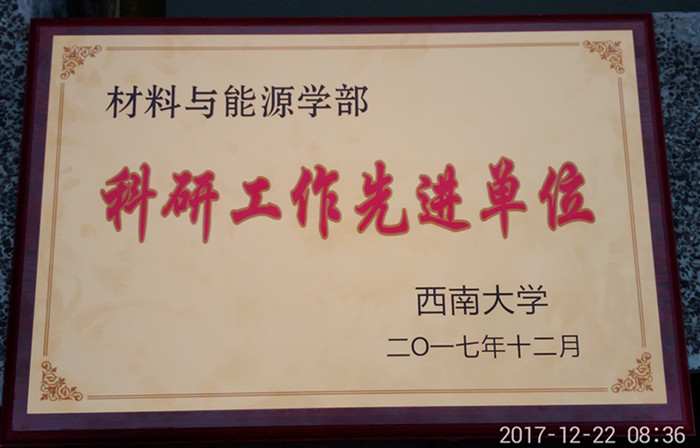 材料与能源学部
科研工作先进单位
西南大学
二〇一七年十二月
2017-12-22 08:36